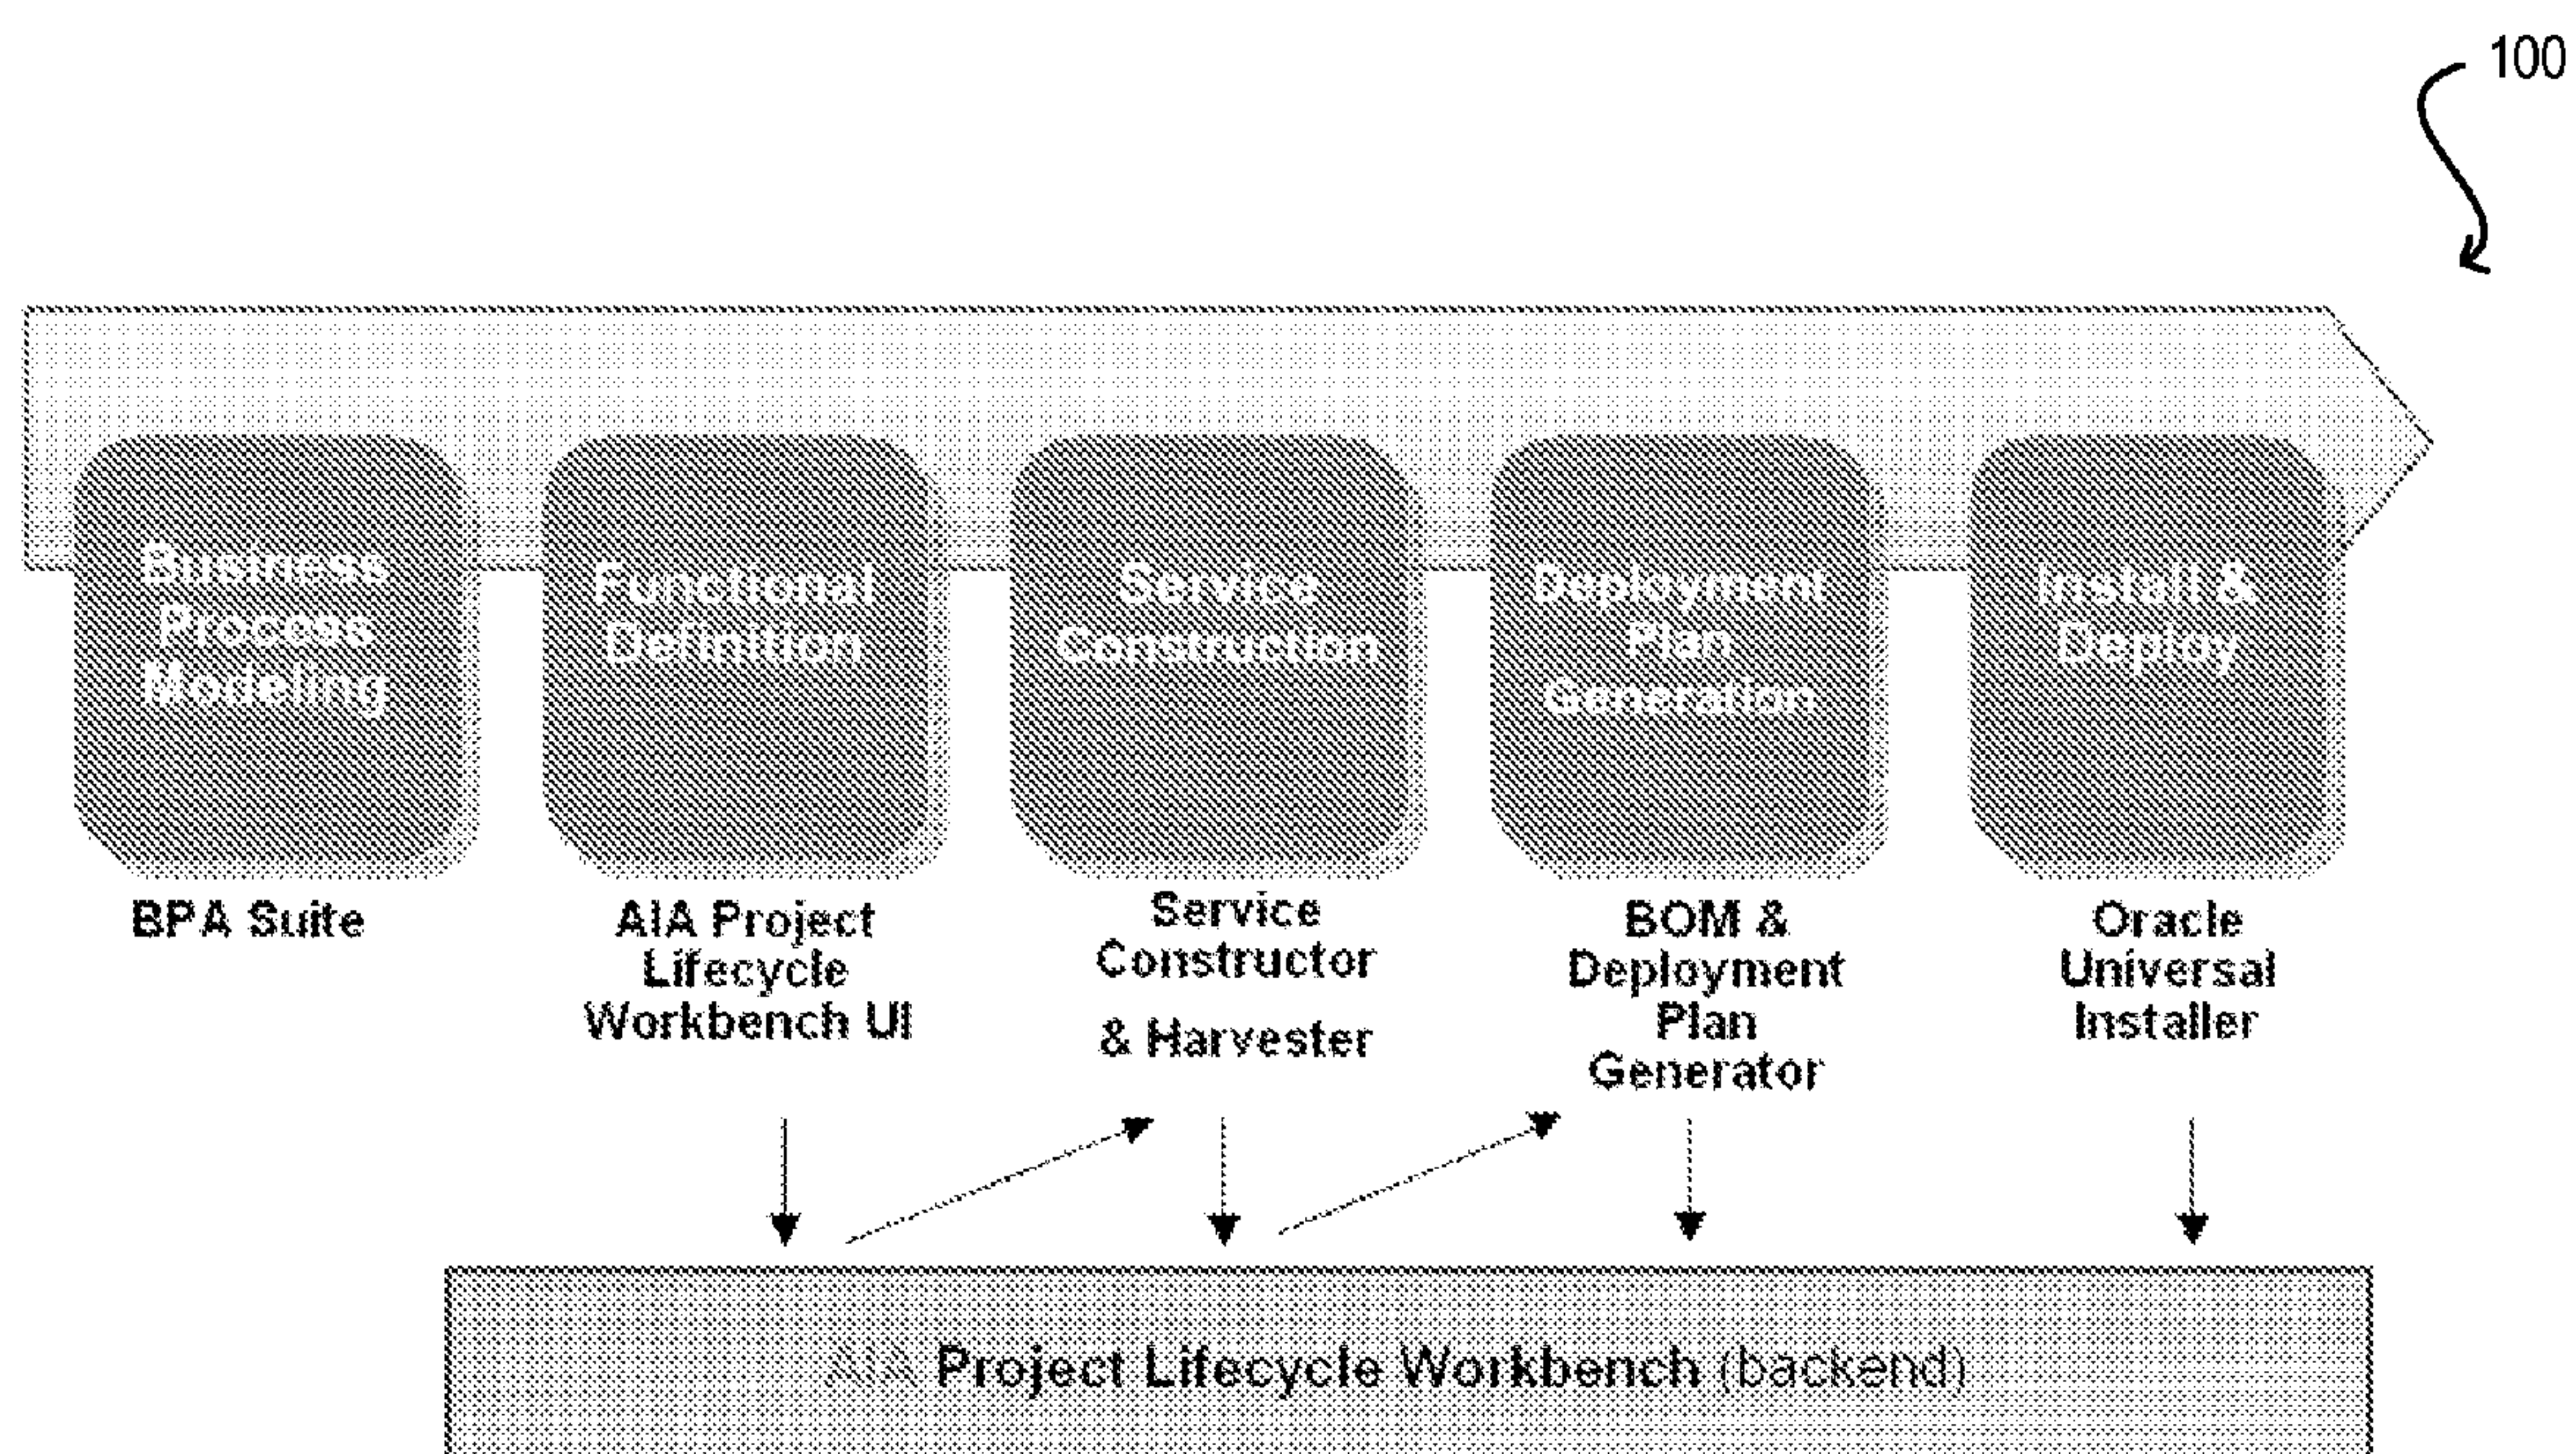 100
Business
Process
Modeling
Functional
Definition
Service
Construction
Deployment
Plan
Generation
Install &
Deploy
BPA Suite
AIA Project
Lifecycle
Workbench UI
Service
Constructor
& Harvester
BOM &
Deployment
Plan
Generator
Oracle
Universal
Installer
AIA Project Lifecycle Workbench (backend)